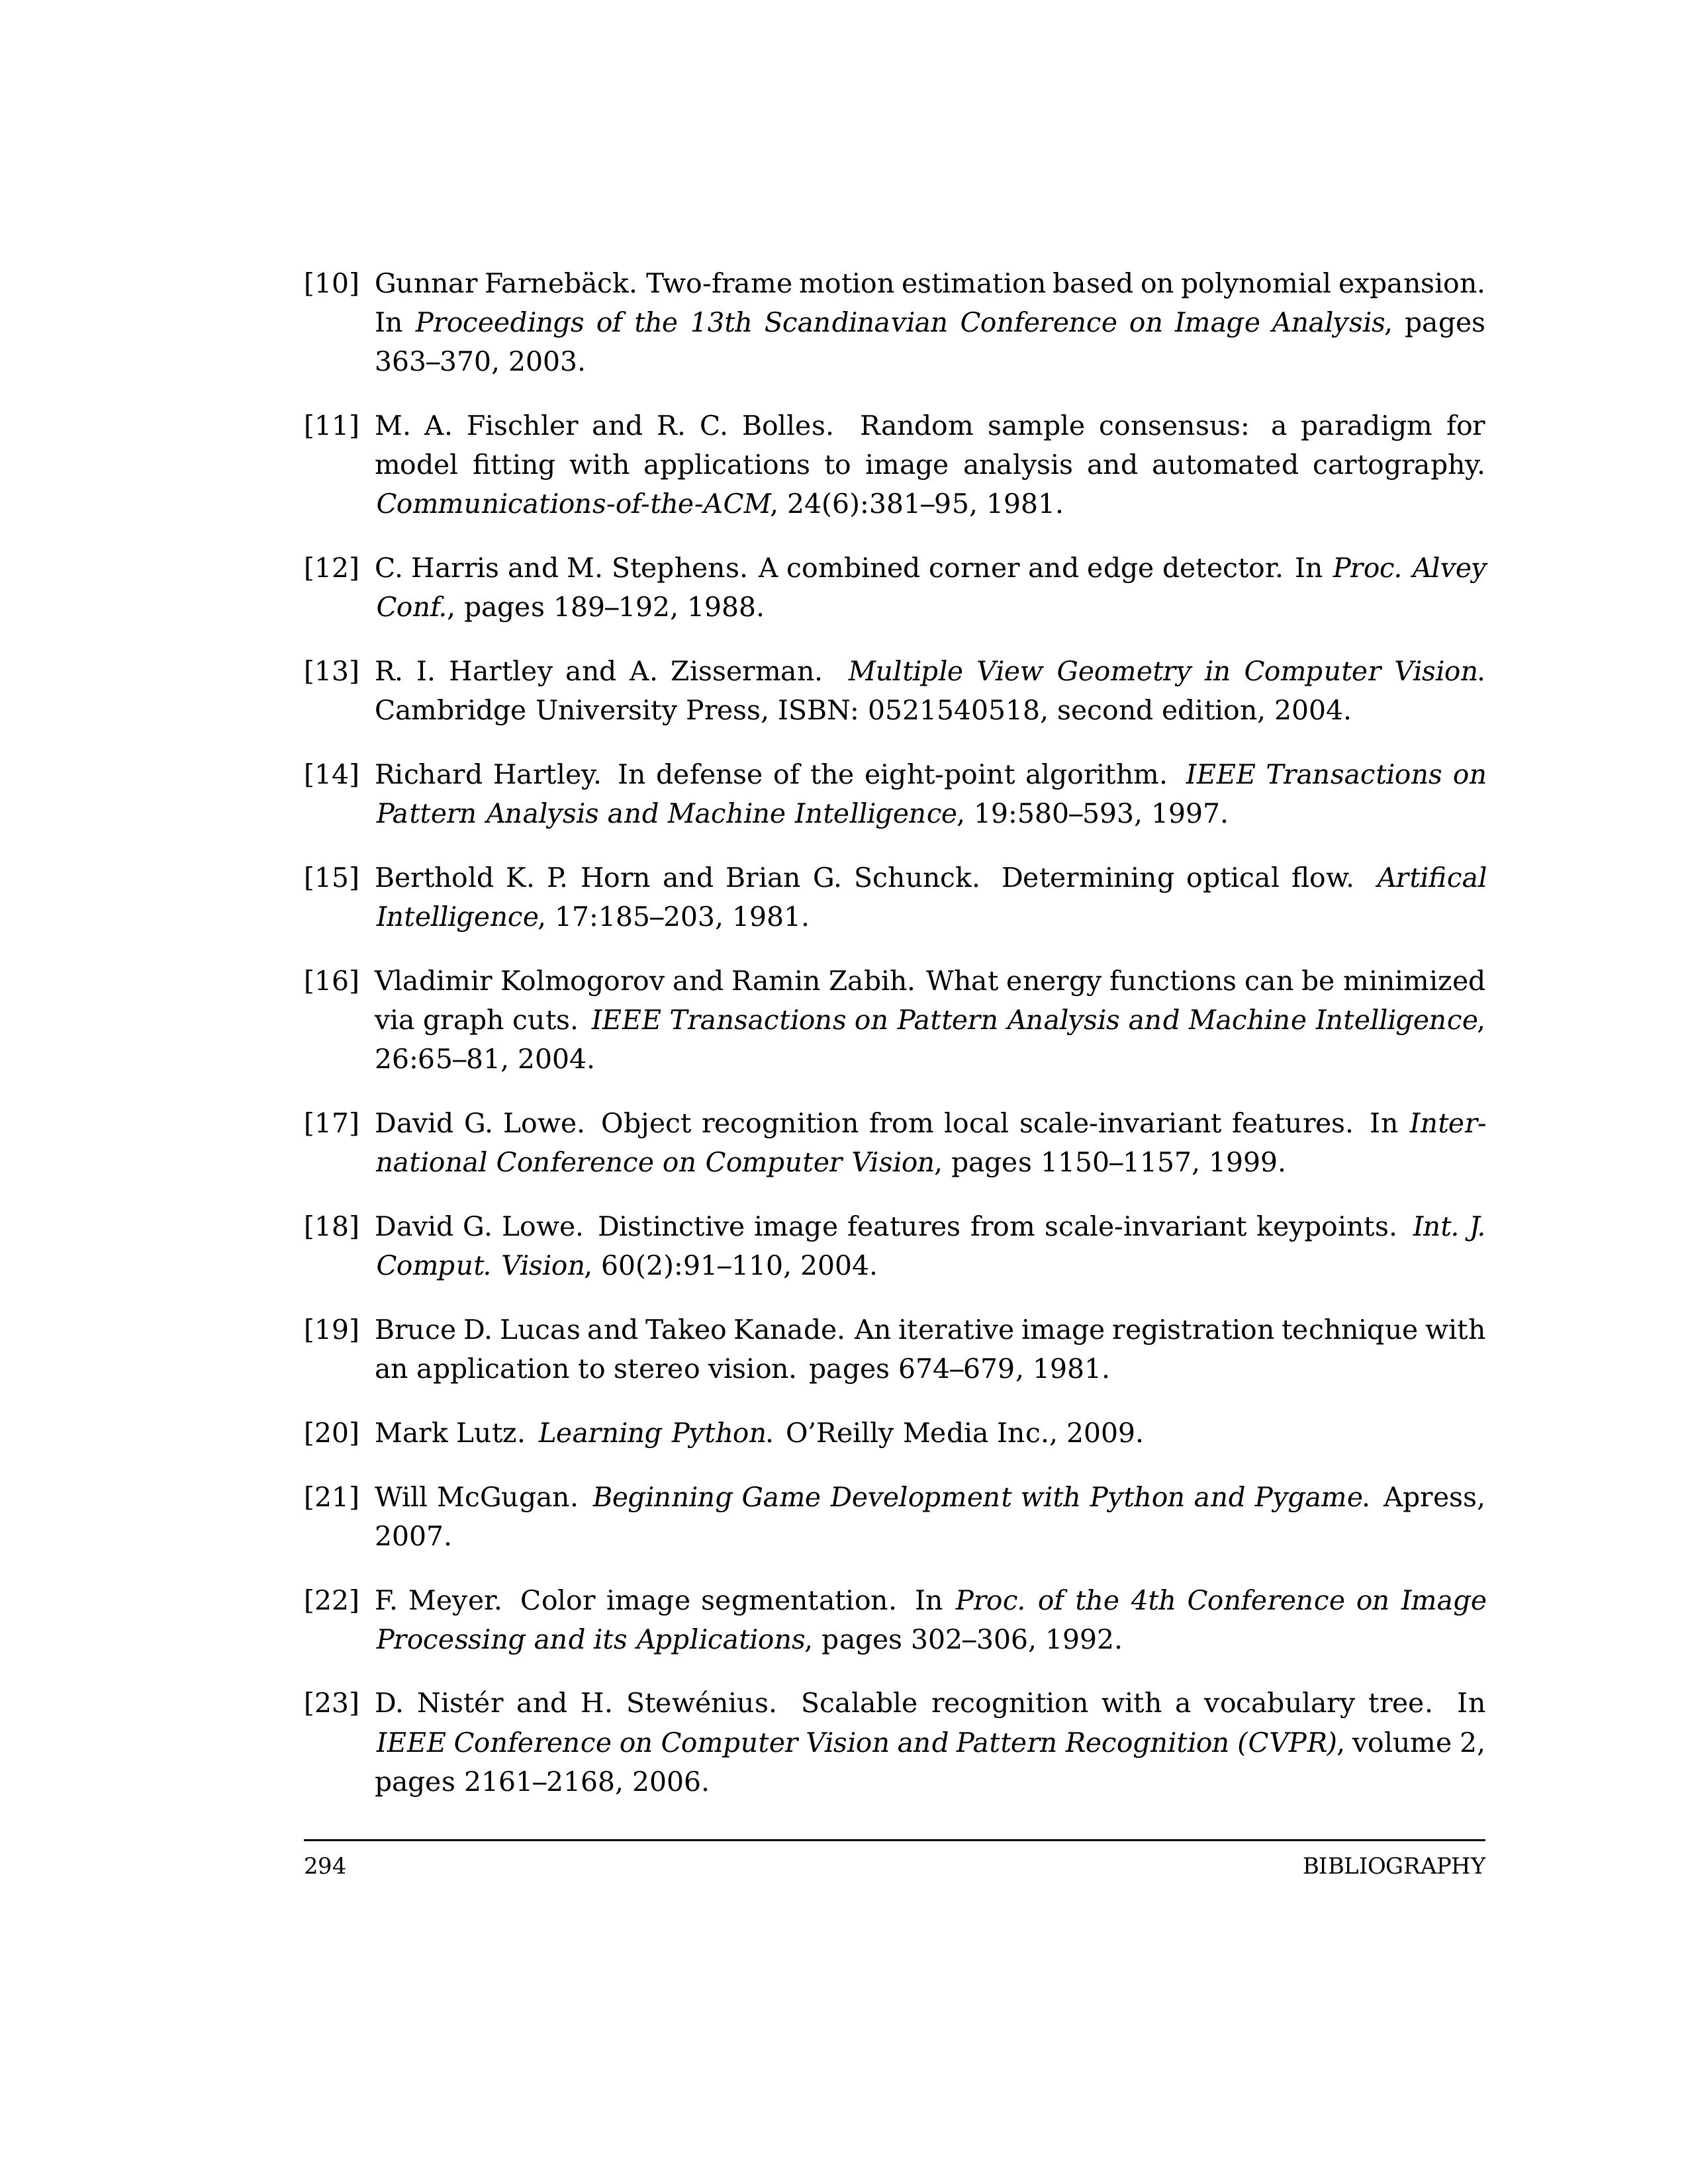 [10] Gunnar Farnebäck. Two-frame motion estimation based on polynomial expansion.
In Proceedings of the 13th Scandinavian Conference on Image Analysis, pages
363–370, 2003.
[11] M. A. Fischler and R. C. Bolles. Random sample consensus: a paradigm for
model fitting with applications to image analysis and automated cartography.
Communications-of-the-ACM, 24(6):381–95, 1981.
[12] C. Harris and M. Stephens. A combined corner and edge detector. In Proc. Alvey
Conf., pages 189–192, 1988.
[13] R. I. Hartley and A. Zisserman. Multiple View Geometry in Computer Vision.
Cambridge University Press, ISBN: 0521540518, second edition, 2004.
[14] Richard Hartley. In defense of the eight-point algorithm. IEEE Transactions on
Pattern Analysis and Machine Intelligence, 19:580–593, 1997.
[15] Berthold K. P. Horn and Brian G. Schunck. Determining optical flow. Artifical
Intelligence, 17:185–203, 1981.
[16] Vladimir Kolmogorov and Ramin Zabih. What energy functions can be minimized
via graph cuts. IEEE Transactions on Pattern Analysis and Machine Intelligence,
26:65–81, 2004.
[17] David G. Lowe. Object recognition from local scale-invariant features. In Inter-
national Conference on Computer Vision, pages 1150–1157, 1999.
[18] David G. Lowe. Distinctive image features from scale-invariant keypoints. Int. J.
Comput. Vision, 60(2):91–110, 2004.
[19] Bruce D. Lucas and Takeo Kanade. An iterative image registration technique with
an application to stereo vision. pages 674–679, 1981.
[20] Mark Lutz. Learning Python. O’Reilly Media Inc., 2009.
[21] Will McGugan. Beginning Game Development with Python and Pygame. Apress,
2007.
[22] F. Meyer. Color image segmentation. In Proc. of the 4th Conference on Image
Processing and its Applications, pages 302–306, 1992.
[23] D. Nistér and H. Stewénius. Scalable recognition with a vocabulary tree. In
IEEE Conference on Computer Vision and Pattern Recognition (CVPR), volume 2,
pages 2161–2168, 2006.
294 BIBLIOGRAPHY